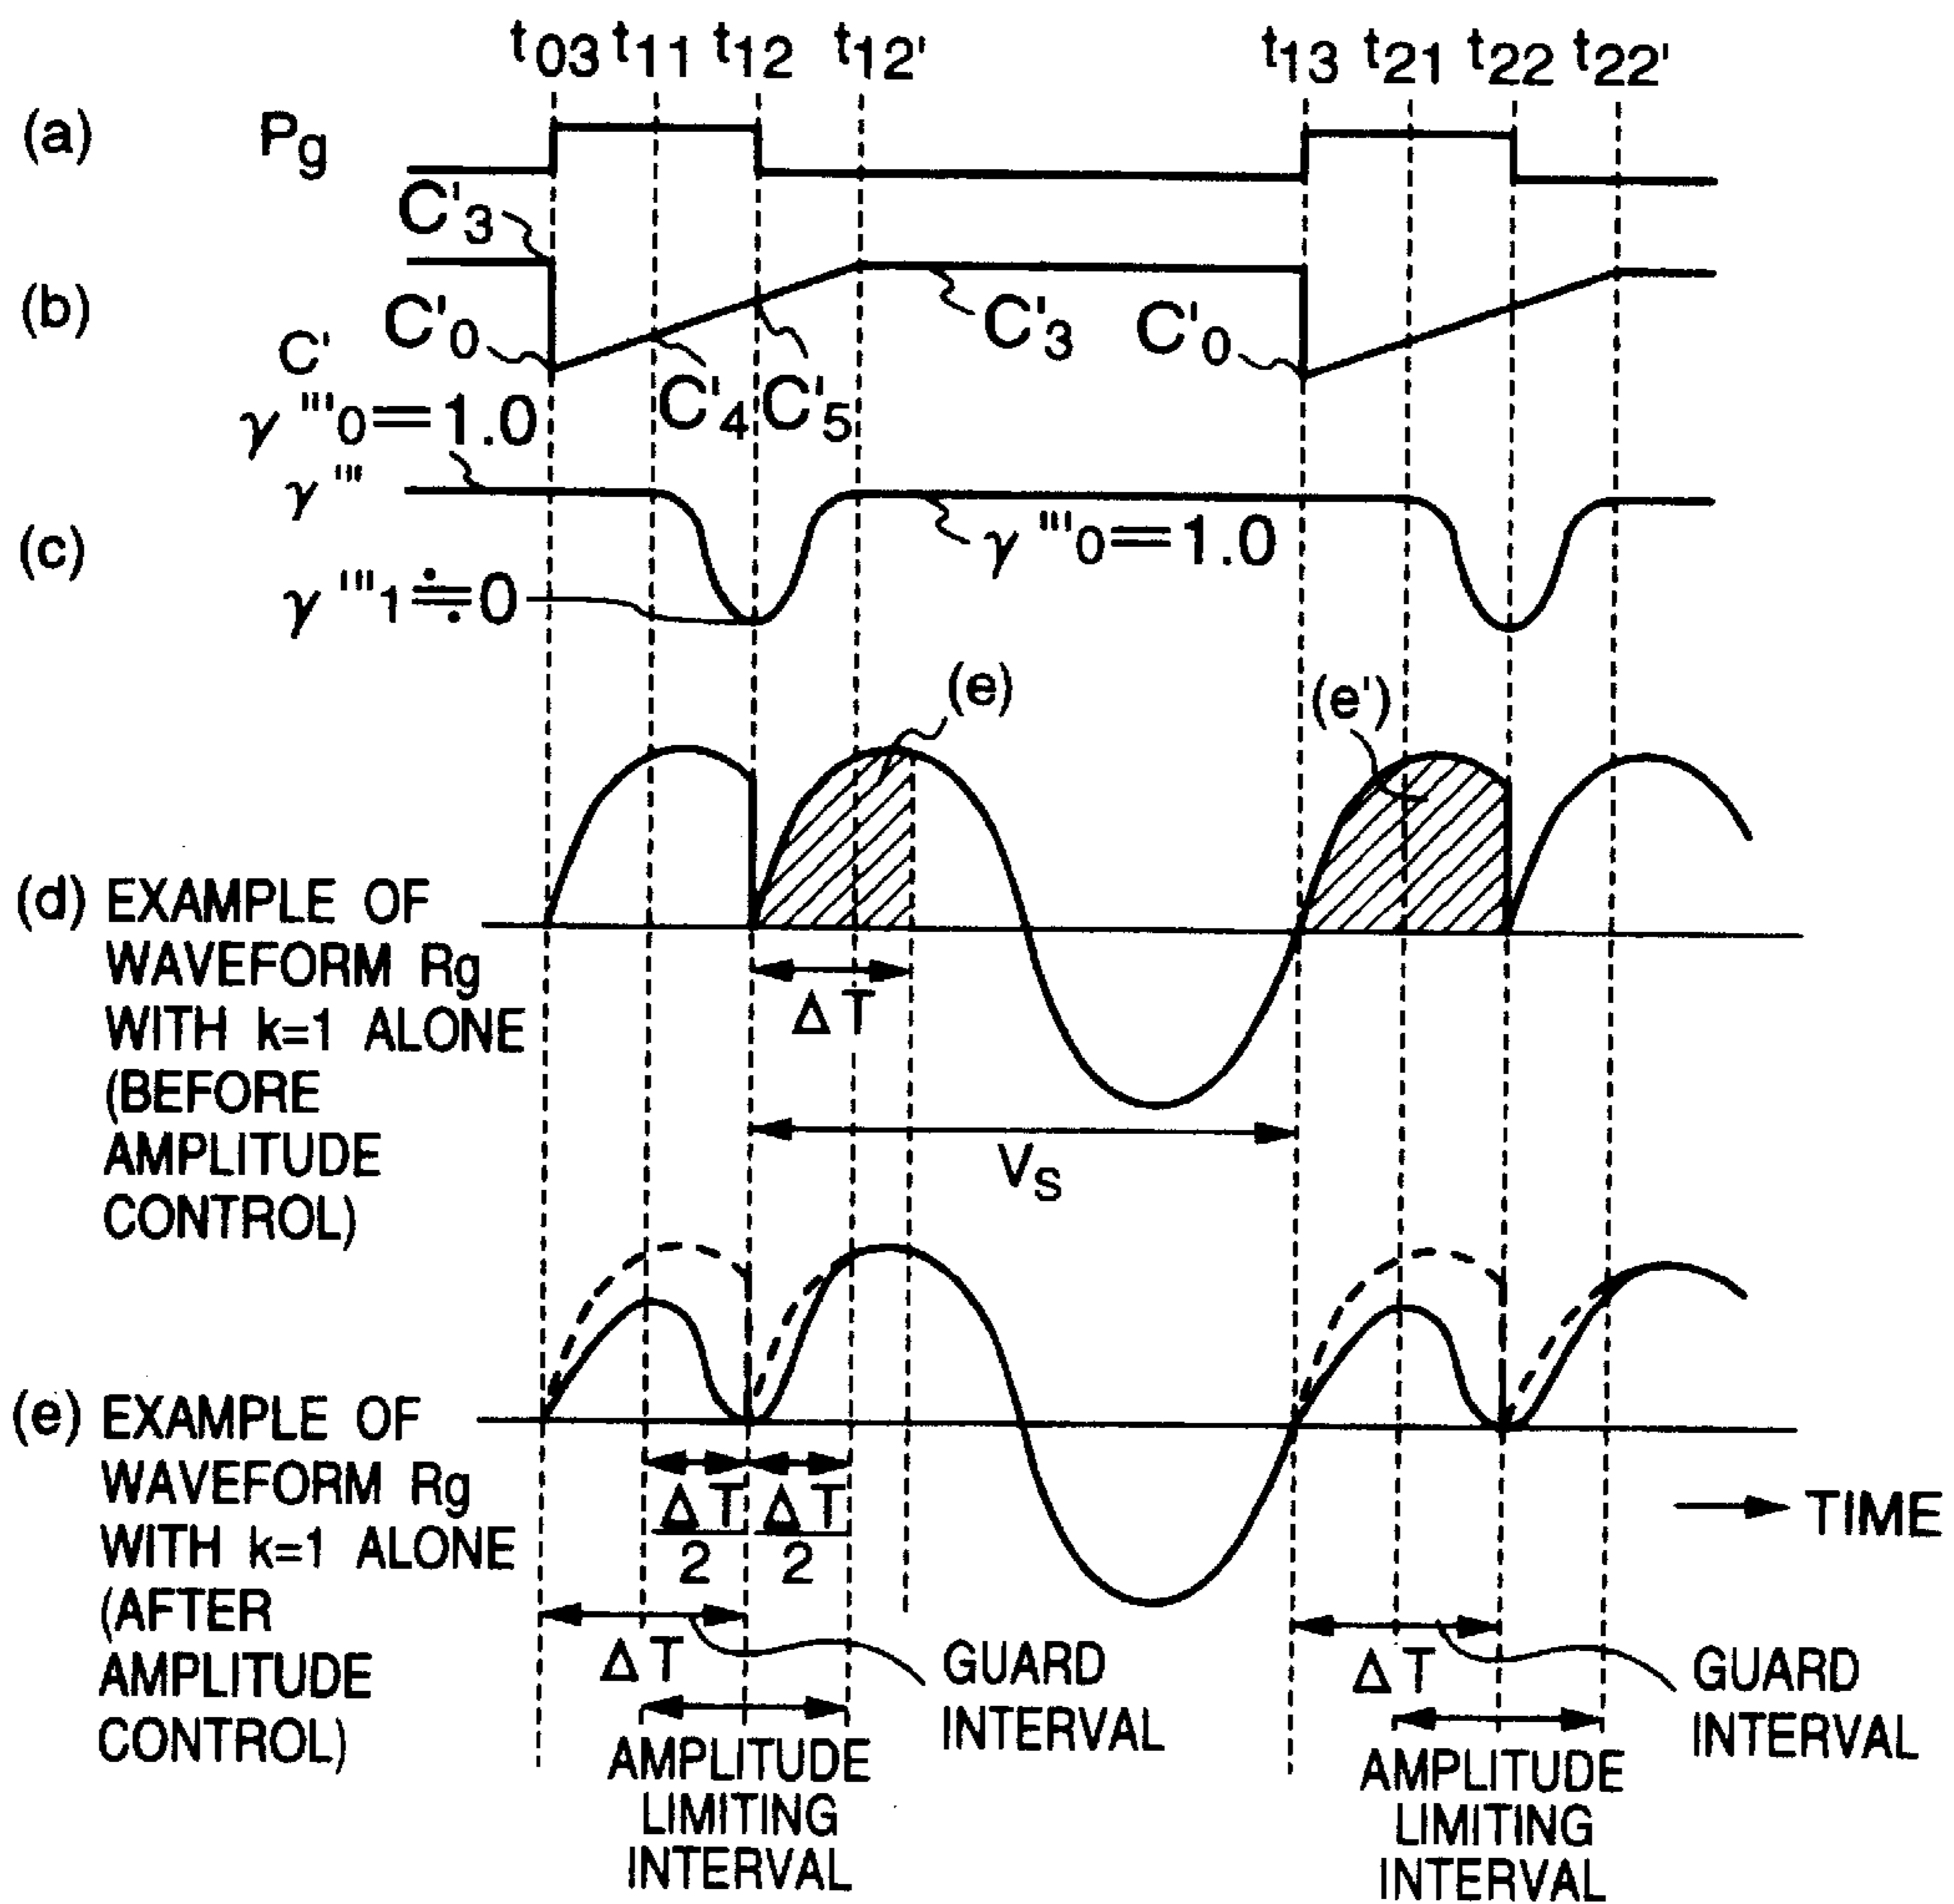 t03 t11 t12 t12' t13 t21 t22 t22'
(a) Pg
C'3
(b) C' C'0 C'4 C'5 C'3 C'0
γ'''0=1.0
γ'''
(c) γ'''0=1.0
γ'''1≒0
(e) (e')
(d) EXAMPLE OF
WAVEFORM Rg
WITH k=1 ALONE
(BEFORE
AMPLITUDE
CONTROL)
ΔT
VS
(e) EXAMPLE OF
WAVEFORM Rg
WITH k=1 ALONE
(AFTER
AMPLITUDE
CONTROL)
ΔT/2 ΔT/2
TIME
ΔT
GUARD
INTERVAL
AMPLITUDE
LIMITING
INTERVAL
ΔT
GUARD
INTERVAL
AMPLITUDE
LIMITING
INTERVAL